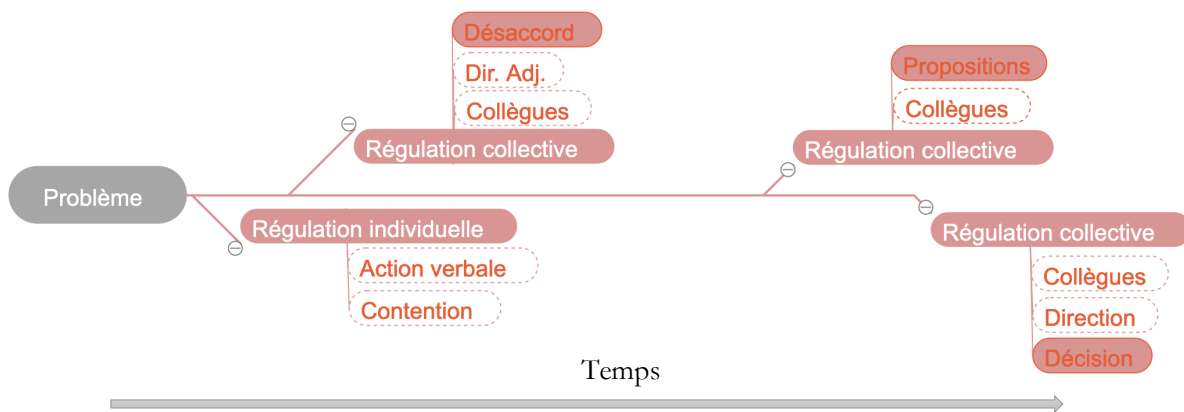 Désaccord
Dir. Adj.
Collègues
Régulation collective
Propositions
Collègues
Régulation collective
Problème
Régulation individuelle
Action verbale
Contention
Régulation collective
Collègues
Direction
Décision
Temps